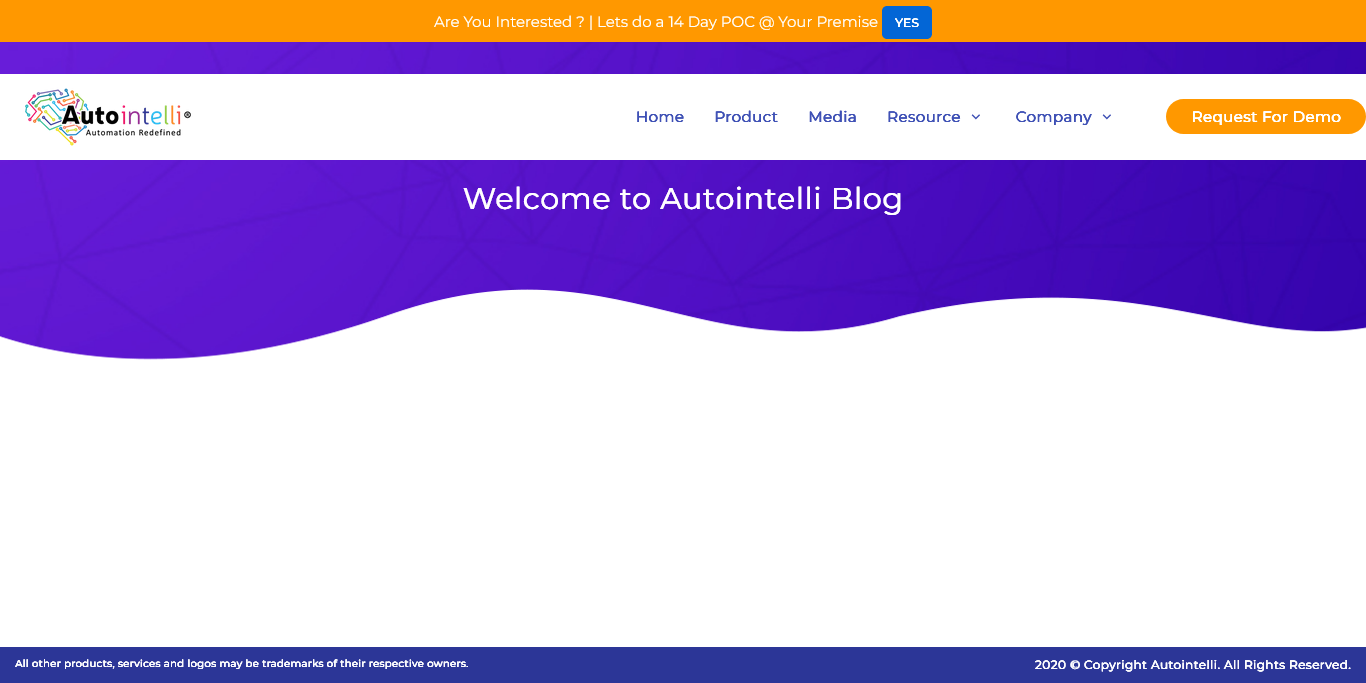 Are You Interested ? | Lets do a 14 Day POC @ Your Premise YES
Autointelli®
Automation Redefined
Home Product Media Resource Company Request For Demo
Welcome to Autointelli Blog
All other products, services and logos may be trademarks of their respective owners.
2020 © Copyright Autointelli. All Rights Reserved.